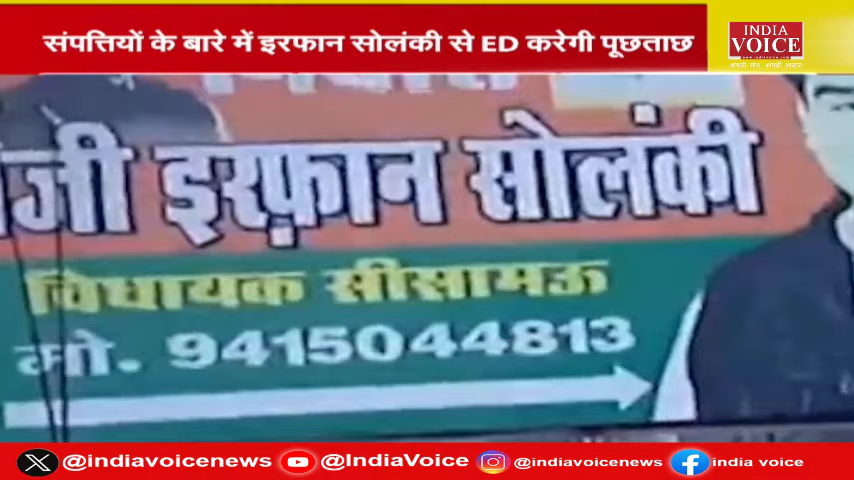 संपत्तियों के बारे में इरफान सोलंकी से ED करेगी पूछताछ
INDIA
VOICE
जी इरफ़ान सोलंकी
विधायक सीसामऊ
मो. 9415044813
@indiavoicenews @IndiaVoice @indiavoicenews india voice